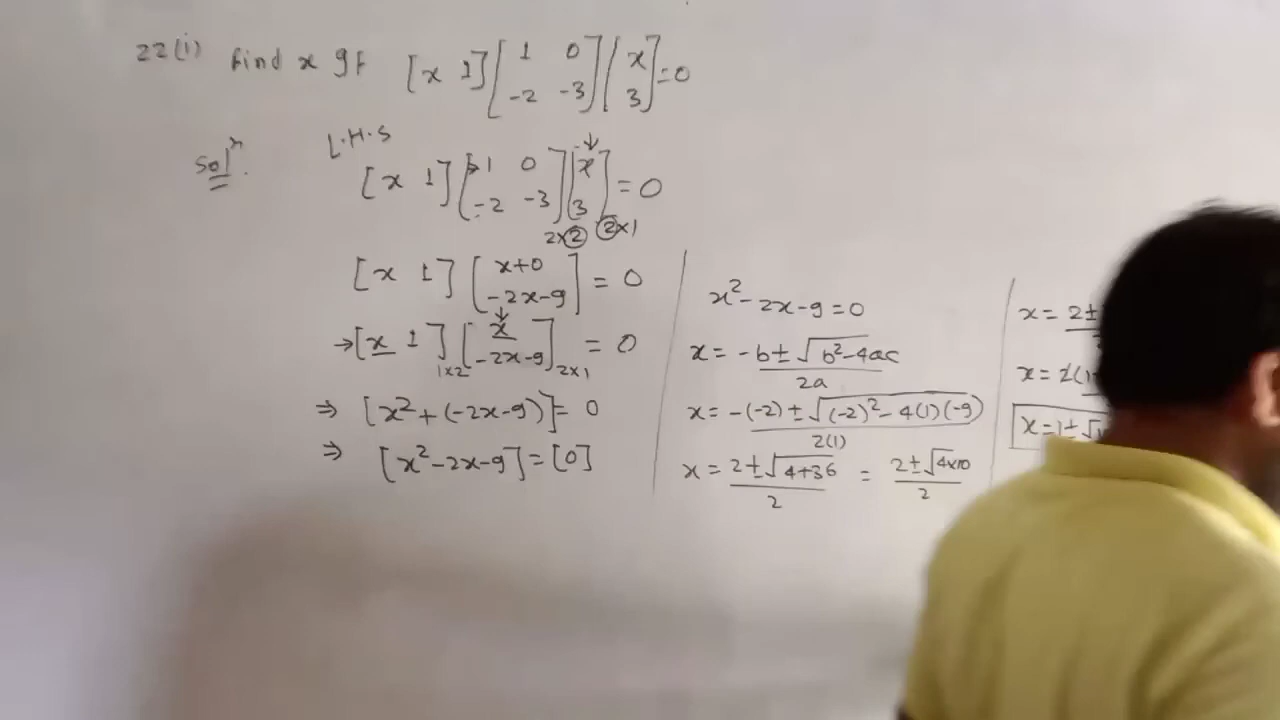 22(i) Find x If [x 1] [1 0 -2 -3] [x 3] = 0
Solⁿ. L.H.S
[x 1] [1 0 -2 -3] [x 3] = 0
2×2 2×1
[x 1] [x+0 -2x-9] = 0
→ [x 1]1×2 [x -2x-9]2×1 = 0
⇒ [x²+(-2x-9)] = 0
⇒ [x²-2x-9] = [0]
x²-2x-9=0
x = -b±√b²-4ac / 2a
x = -(-2)±√(-2)²-4(1)(-9) / 2(1)
x = 2±√4+36 / 2 = 2±√4×10 / 2
x = 2±
x =
x=1±√